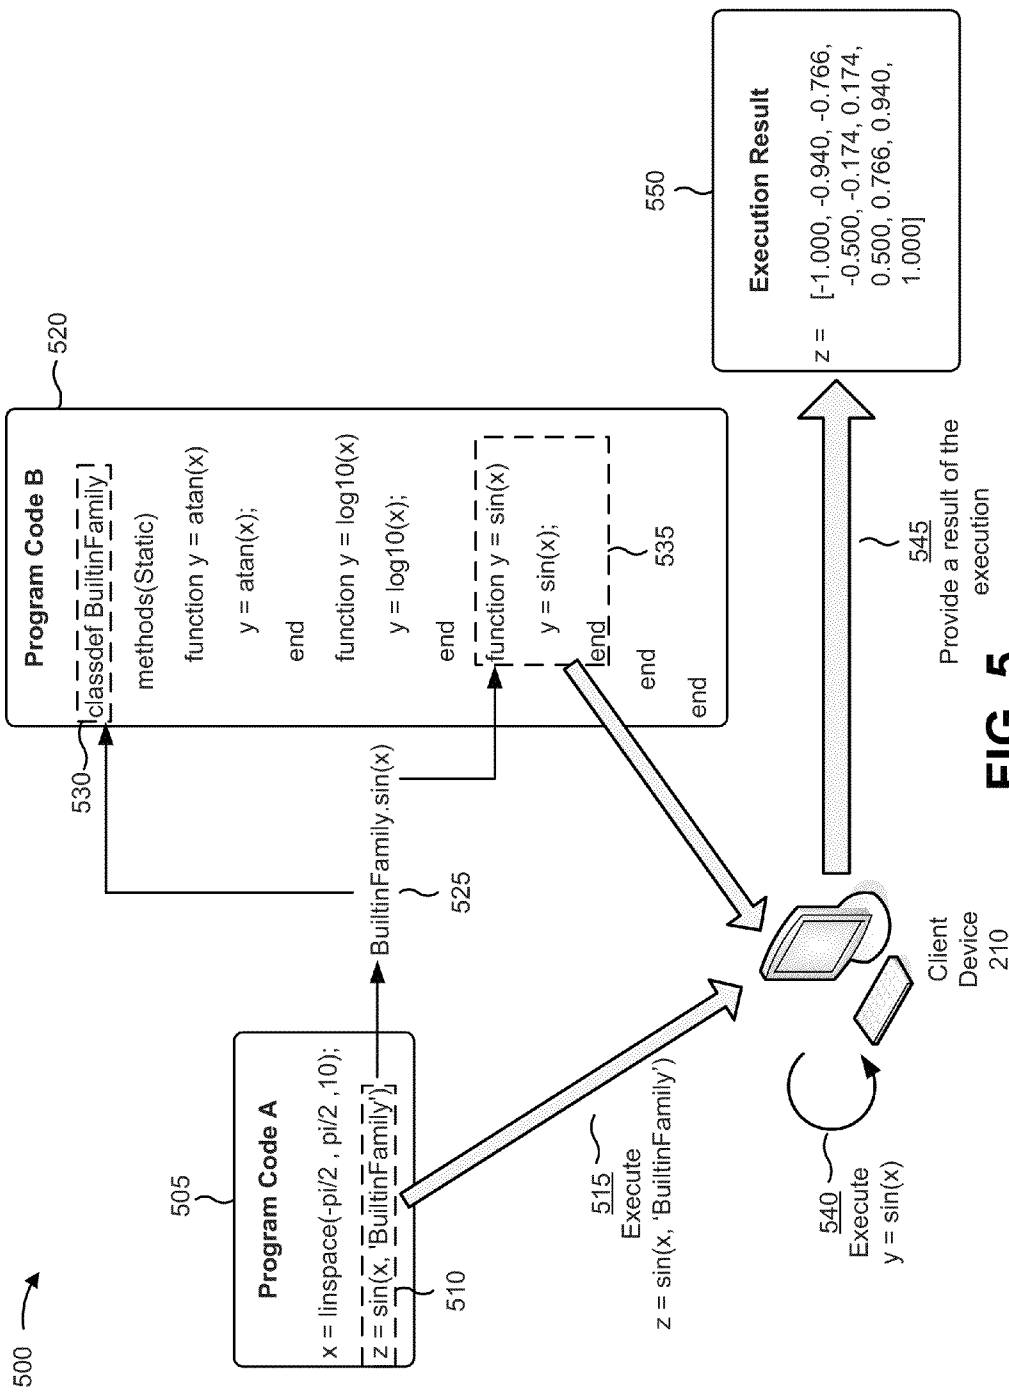 500
505
Program Code A
x = linspace(-pi/2 , pi/2 ,10);
z = sin(x, 'BuiltinFamily')
510
BuiltinFamily.sin(x)
525
530
520
Program Code B
classdef BuiltinFamily
methods(Static)
function y = atan(x)
y = atan(x);
end
function y = log10(x)
y = log10(x);
end
function y = sin(x)
y = sin(x);
end
end
end
535
515
Execute
z = sin(x, ‘BuiltinFamily’)
540
Execute
y = sin(x)
Client
Device
210
545
Provide a result of the
execution
550
Execution Result
z = [-1.000, -0.940, -0.766,
-0.500, -0.174, 0.174,
0.500, 0.766, 0.940,
1.000]
FIG. 5